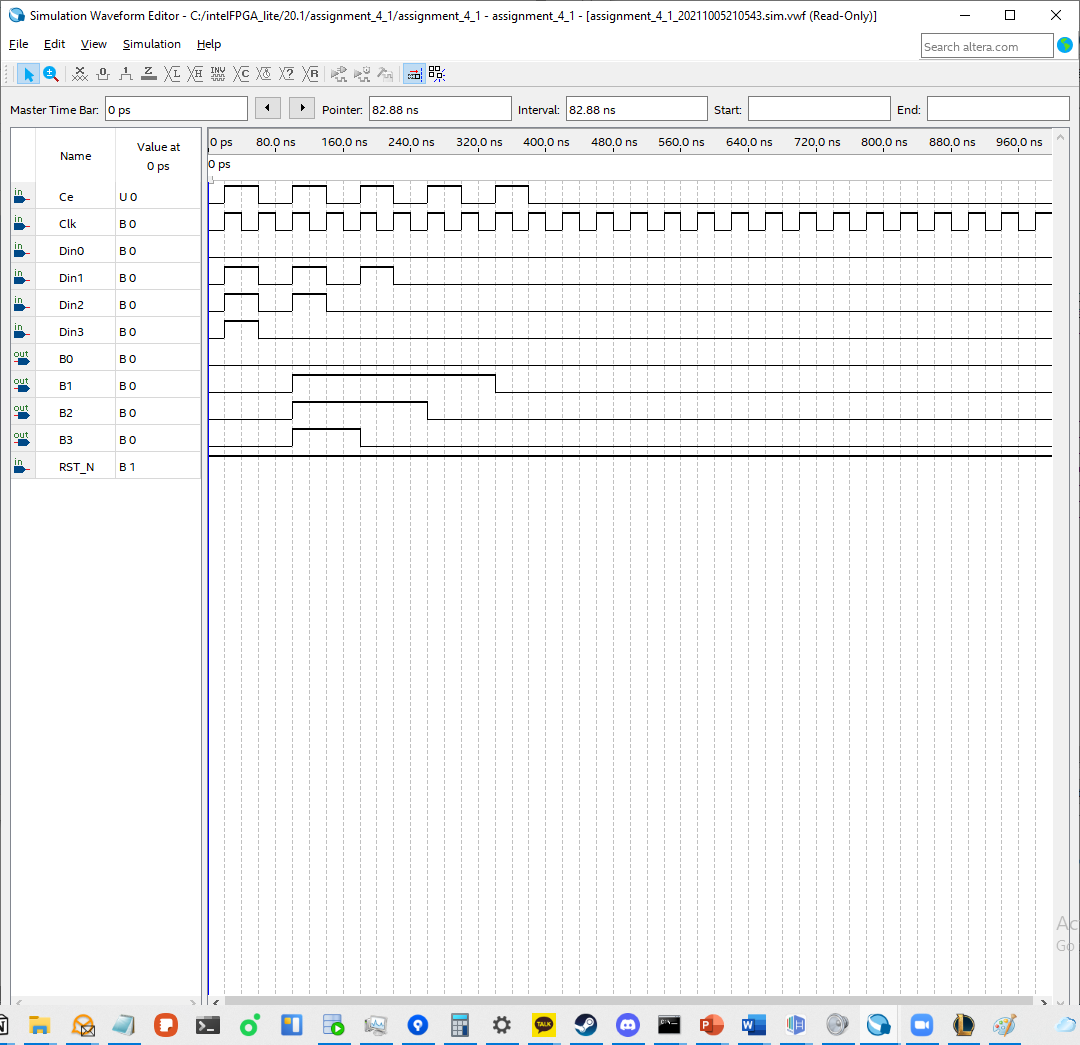 Simulation Waveform Editor - C:/intelFPGA_lite/20.1/assignment_4_1/assignment_4_1 - assignment_4_1 - [assignment_4_1_20211005210543.sim.vwf (Read-Only)]
File Edit View Simulation Help
Search altera.com
Master Time Bar: 0 ps Pointer: 82.88 ns Interval: 82.88 ns Start: End:
Name Value at 0 ps
0 ps 80.0 ns 160.0 ns 240.0 ns 320.0 ns 400.0 ns 480.0 ns 560.0 ns 640.0 ns 720.0 ns 800.0 ns 880.0 ns 960.0 ns
0 ps
in Ce U 0
in Clk B 0
in Din0 B 0
in Din1 B 0
in Din2 B 0
in Din3 B 0
out B0 B 0
out B1 B 0
out B2 B 0
out B3 B 0
in RST_N B 1
Ac
Go
TALK